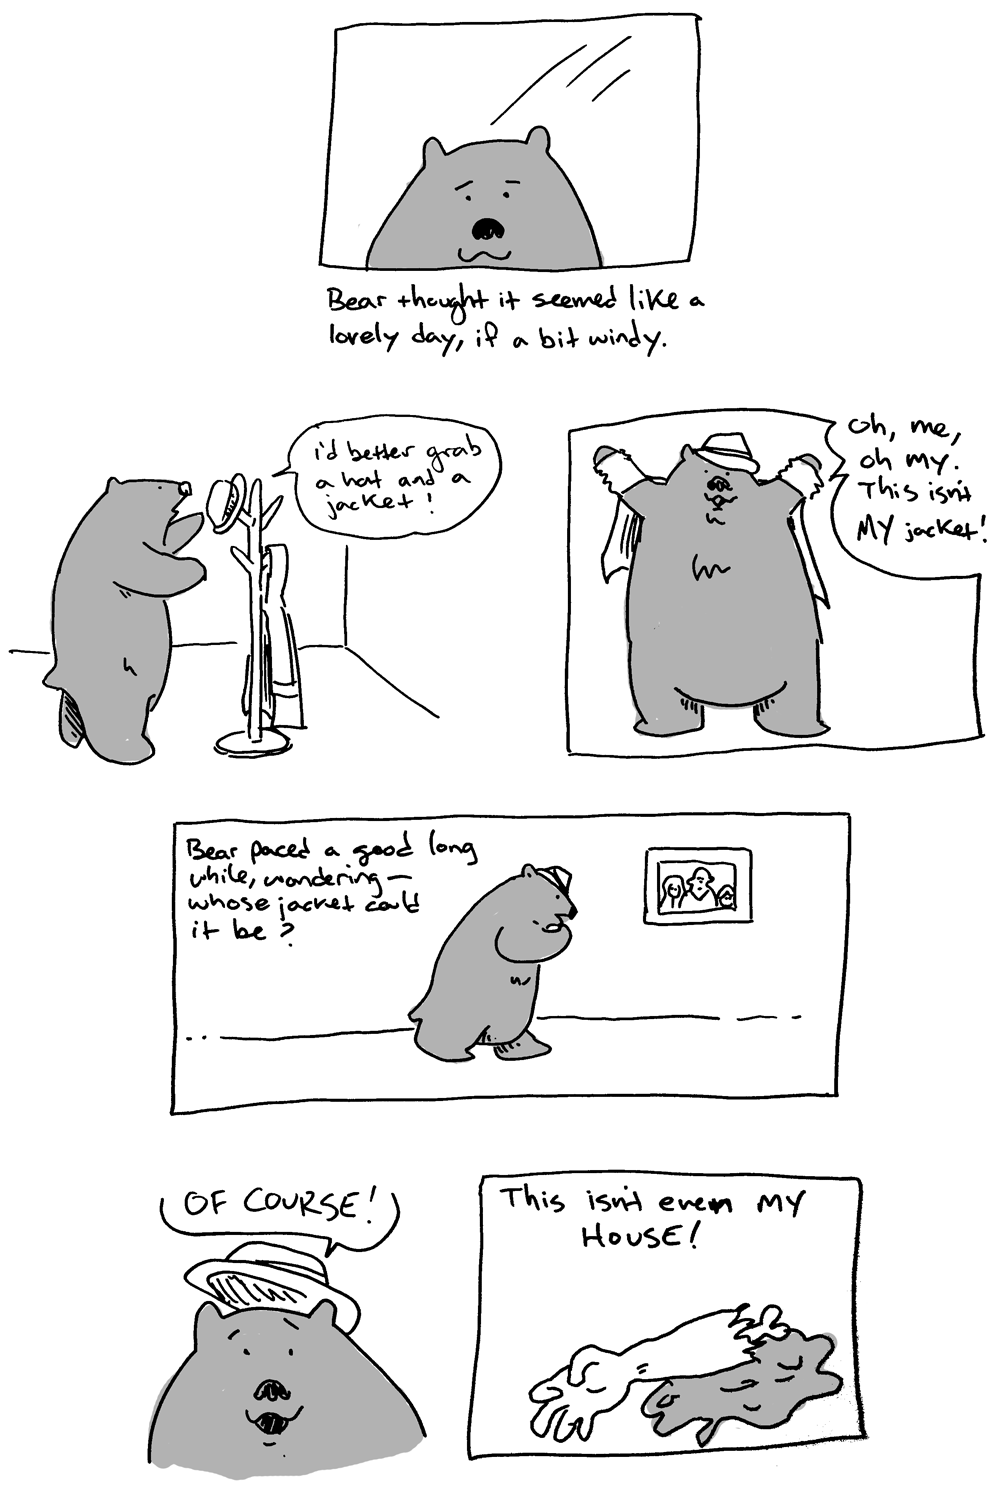 Bear thought it seemed like a
lovely day, if a bit windy.
i'd better grab
a hat and a
jacket!
Oh, me,
oh my.
This isn't
MY jacket!
Bear paced a good long
while, wondering—
whose jacket could
it be?
OF COURSE!
This isn't even MY
HOUSE!